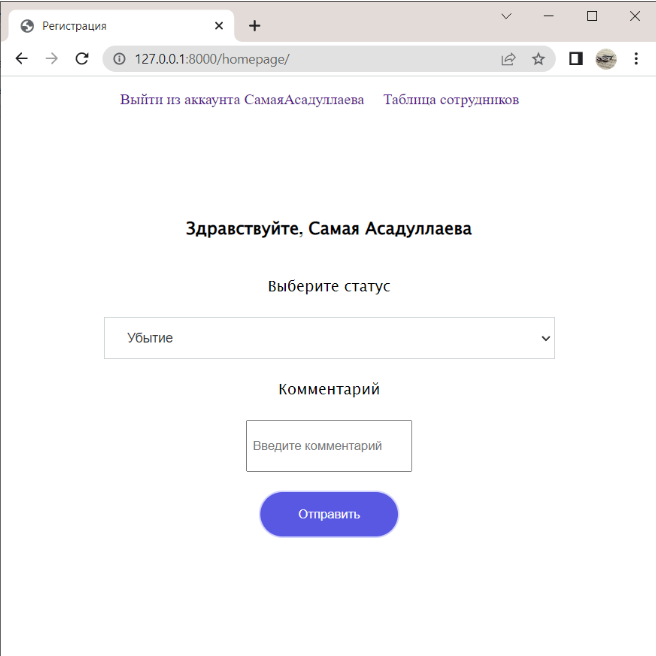 Регистрация
127.0.0.1:8000/homepage/
Выйти из аккаунта СамаяАсадуллаева Таблица сотрудников
Здравствуйте, Самая Асадуллаева
Выберите статус
Убытие
Комментарий
Введите комментарий
Отправить